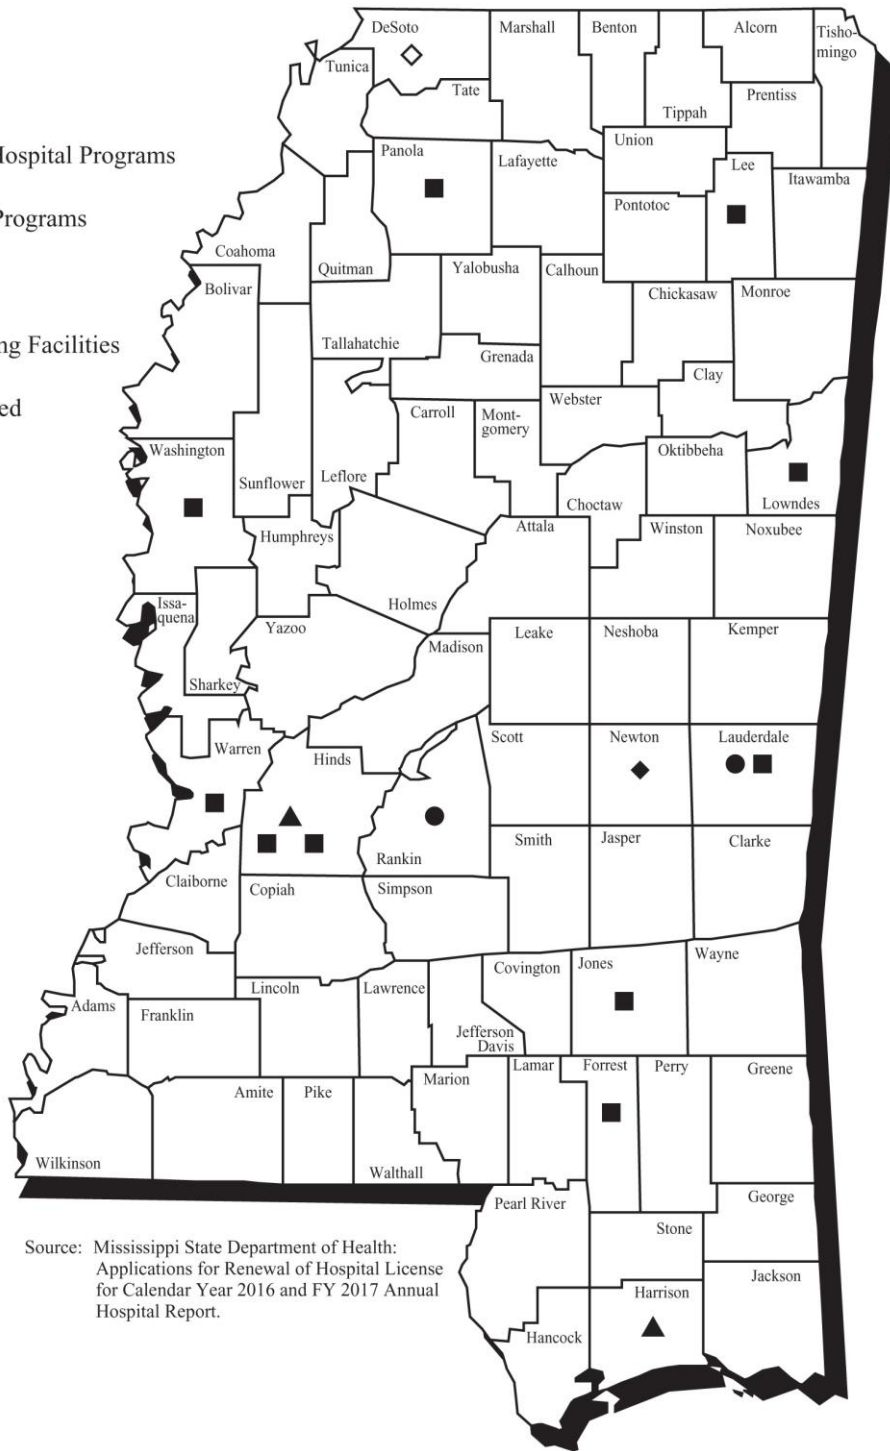 DeSoto
Marshall
Benton
Alcorn
Tisho-
mingo
Tunica
Tate
Tippah
Prentiss
Hospital Programs
Programs
Panola
Lafayette
Union
Lee
Itawamba
Pontotoc
Coahoma
Quitman
Bolivar
Yalobusha
Calhoun
Chickasaw
Monroe
ng Facilities
Tallahatchie
Grenada
Clay
ed
Carroll
Mont-
gomery
Webster
Washington
Sunflower
Leflore
Oktibbeha
Choctaw
Lowndes
Humphreys
Attala
Winston
Noxubee
Issa-
quena
Holmes
Yazoo
Madison
Leake
Neshoba
Kemper
Sharkey
Warren
Hinds
Scott
Newton
Lauderdale
Rankin
Smith
Jasper
Clarke
Claiborne
Copiah
Simpson
Jefferson
Covington
Jones
Wayne
Adams
Franklin
Lincoln
Lawrence
Jefferson
Davis
Marion
Lamar
Forrest
Perry
Greene
Amite
Pike
Wilkinson
Walthall
Pearl River
George
Stone
Source: Mississippi State Department of Health:
Applications for Renewal of Hospital License
for Calendar Year 2016 and FY 2017 Annual
Hospital Report.
Jackson
Harrison
Hancock